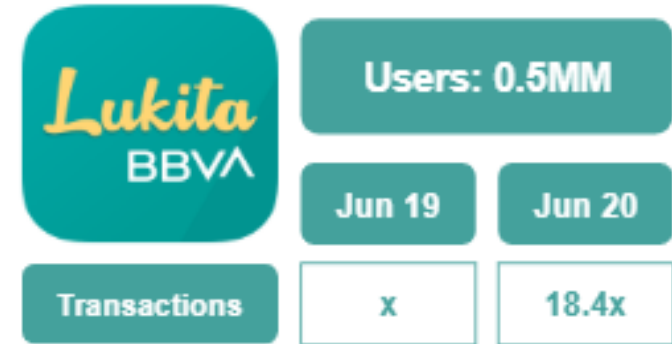 Lukita
BBVA
Users: 0.5MM
Jun 19 Jun 20
Transactions x 18.4x